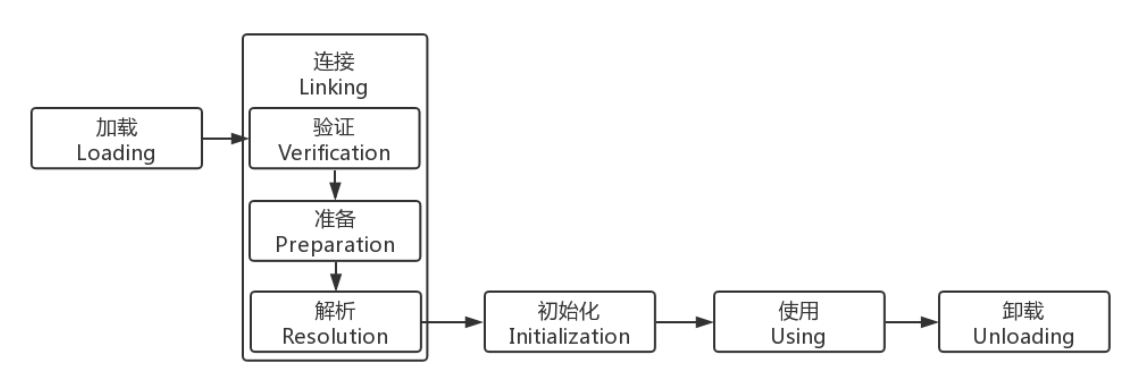 加载
Loading
连接
Linking
验证
Verification
准备
Preparation
解析
Resolution
初始化
Initialization
使用
Using
卸载
Unloading